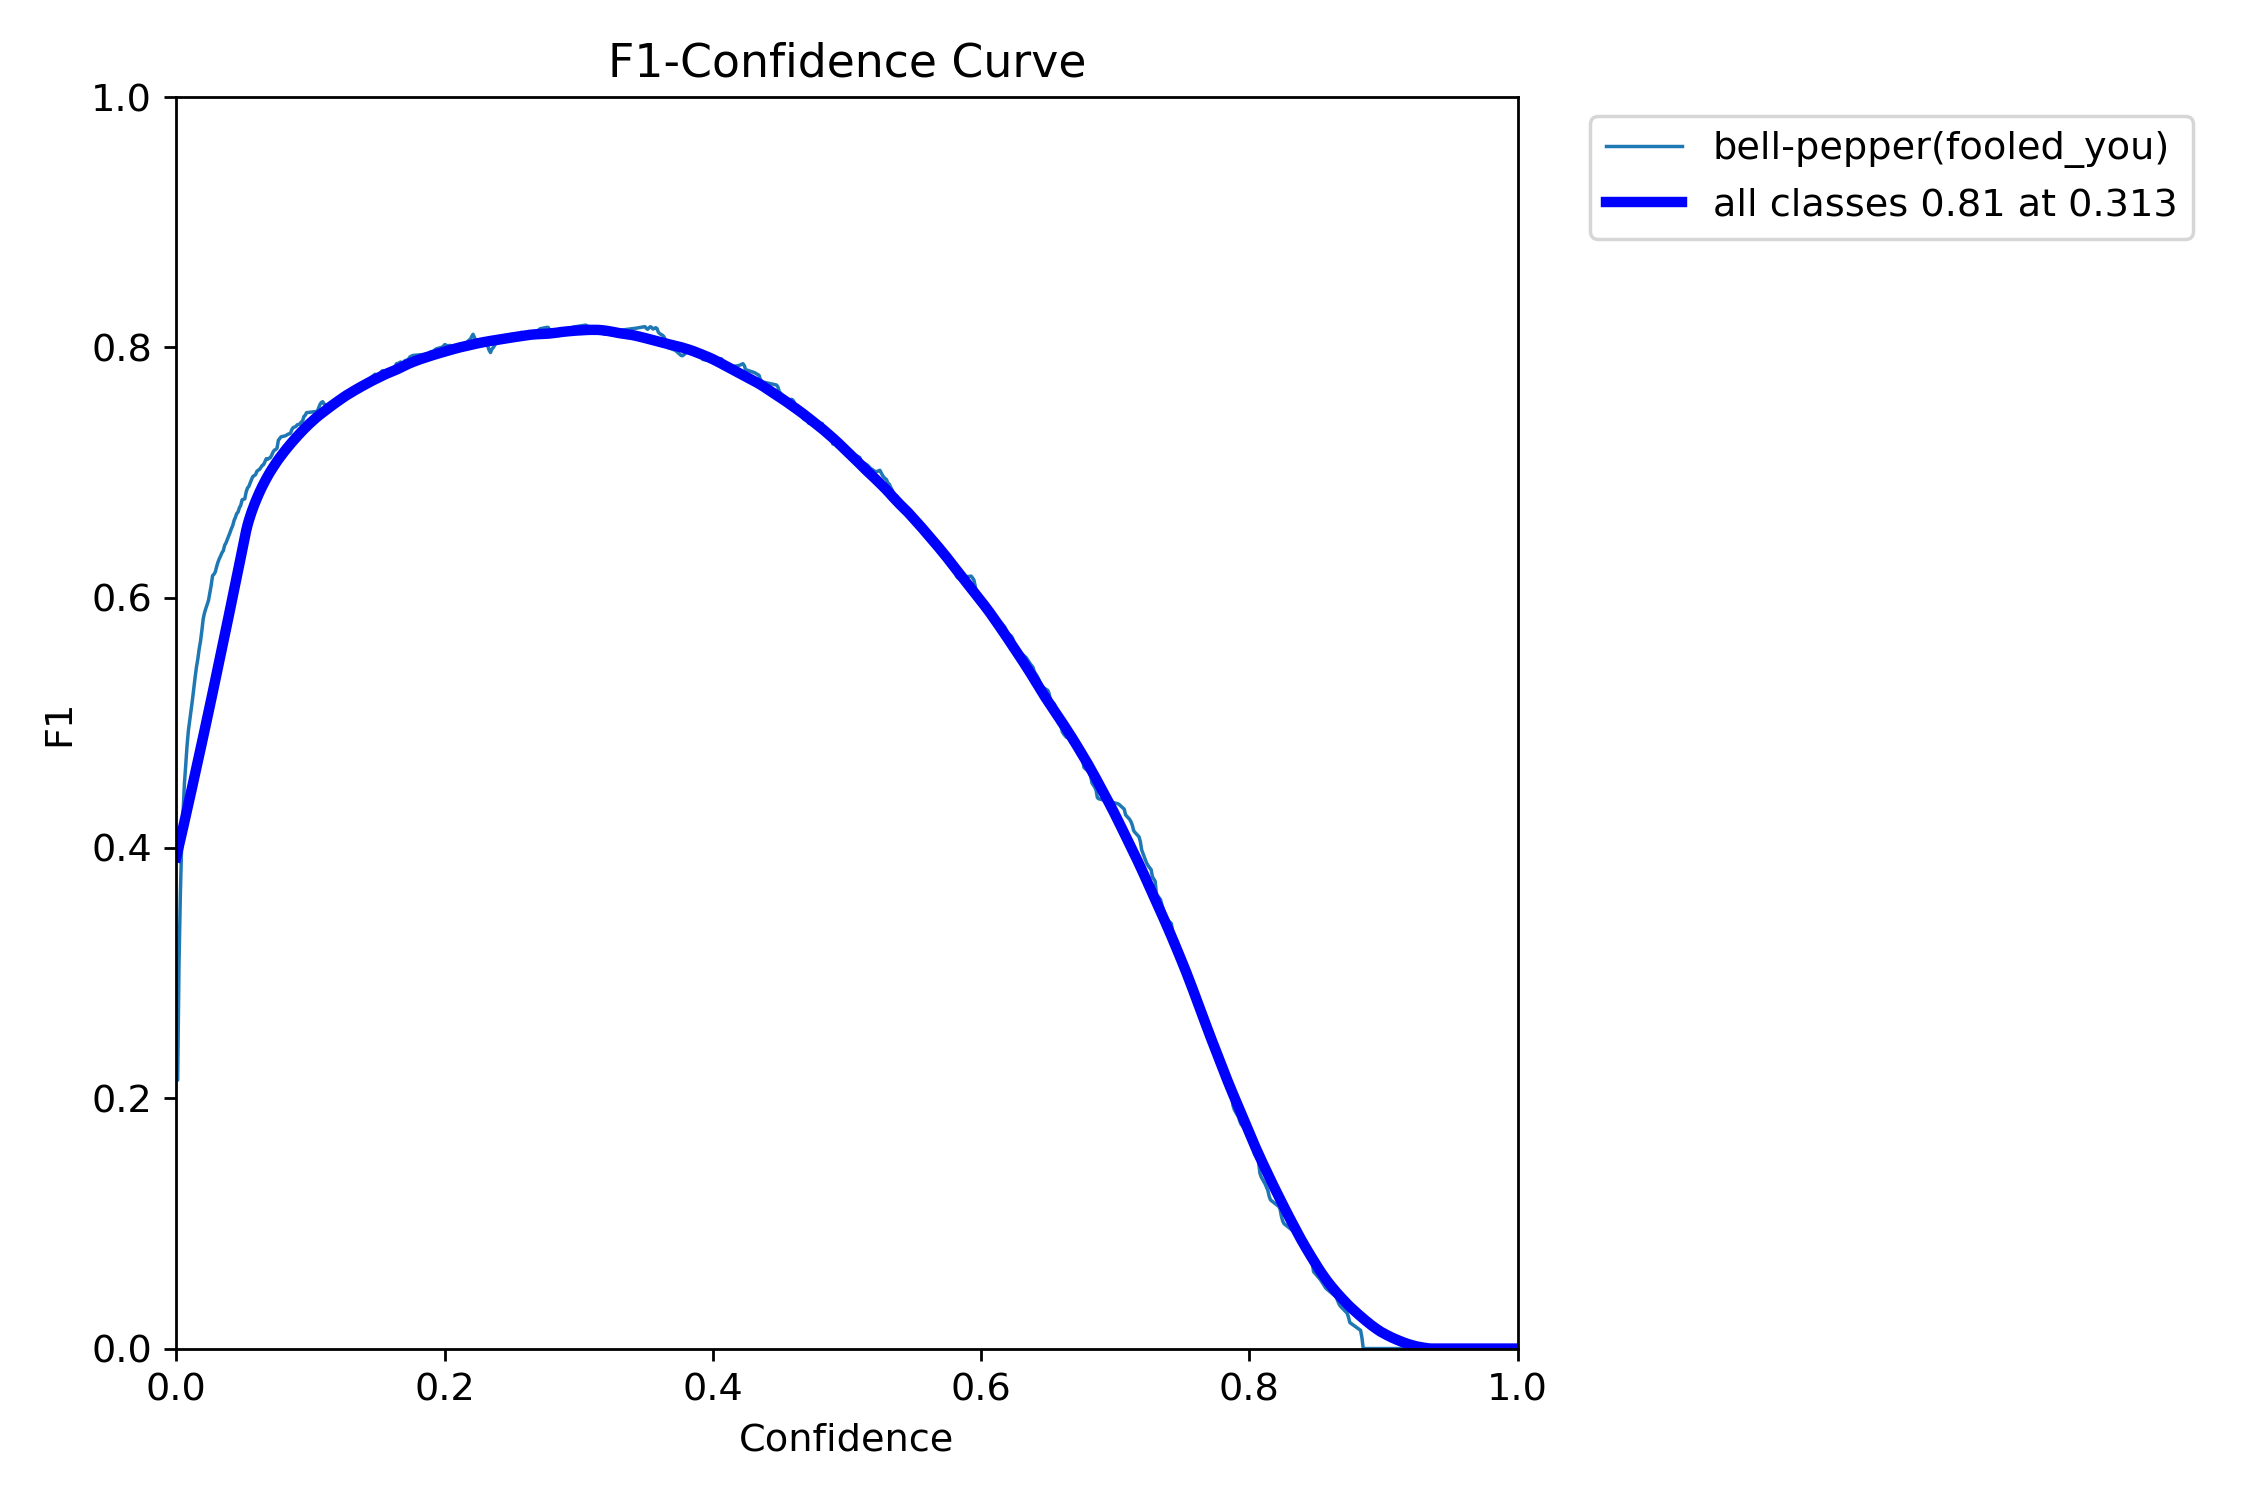 F1-Confidence Curve
1.0
0.8
0.6
0.4
0.2
0.0
F1
0.0 0.2 0.4 0.6 0.8 1.0
Confidence
bell-pepper(fooled_you)
all classes 0.81 at 0.313